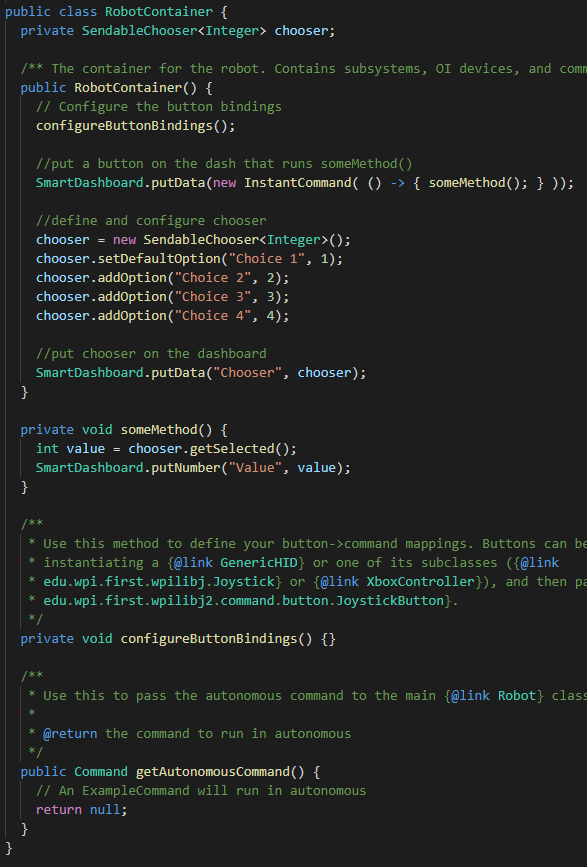 public class RobotContainer {
private SendableChooser<Integer> chooser;
/** The container for the robot. Contains subsystems, OI devices, and
public RobotContainer() {
// Configure the button bindings
configureButtonBindings();
//put a button on the dash that runs someMethod()
SmartDashboard.putData(new InstantCommand( () -> { someMethod(); } ));
//define and configure chooser
chooser = new SendableChooser<Integer>();
chooser.setDefaultOption("Choice 1", 1);
chooser.addOption("Choice 2", 2);
chooser.addOption("Choice 3", 3);
chooser.addOption("Choice 4", 4);
//put chooser on the dashboard
SmartDashboard.putData("Chooser", chooser);
}
private void someMethod() {
int value = chooser.getSelected();
SmartDashboard.putNumber("Value", value);
}
/**
* Use this method to define your button->command mappings. Buttons can be
* instantiating a {@link GenericHID} or one of its subclasses ({@link
* edu.wpi.first.wpilibj.Joystick} or {@link XboxController}), and then
* edu.wpi.first.wpilibj2.command.button.JoystickButton}.
*/
private void configureButtonBindings() {}
/**
* Use this to pass the autonomous command to the main {@link Robot} class
*
* @return the command to run in autonomous
*/
public Command getAutonomousCommand() {
// An ExampleCommand will run in autonomous
return null;
}
}